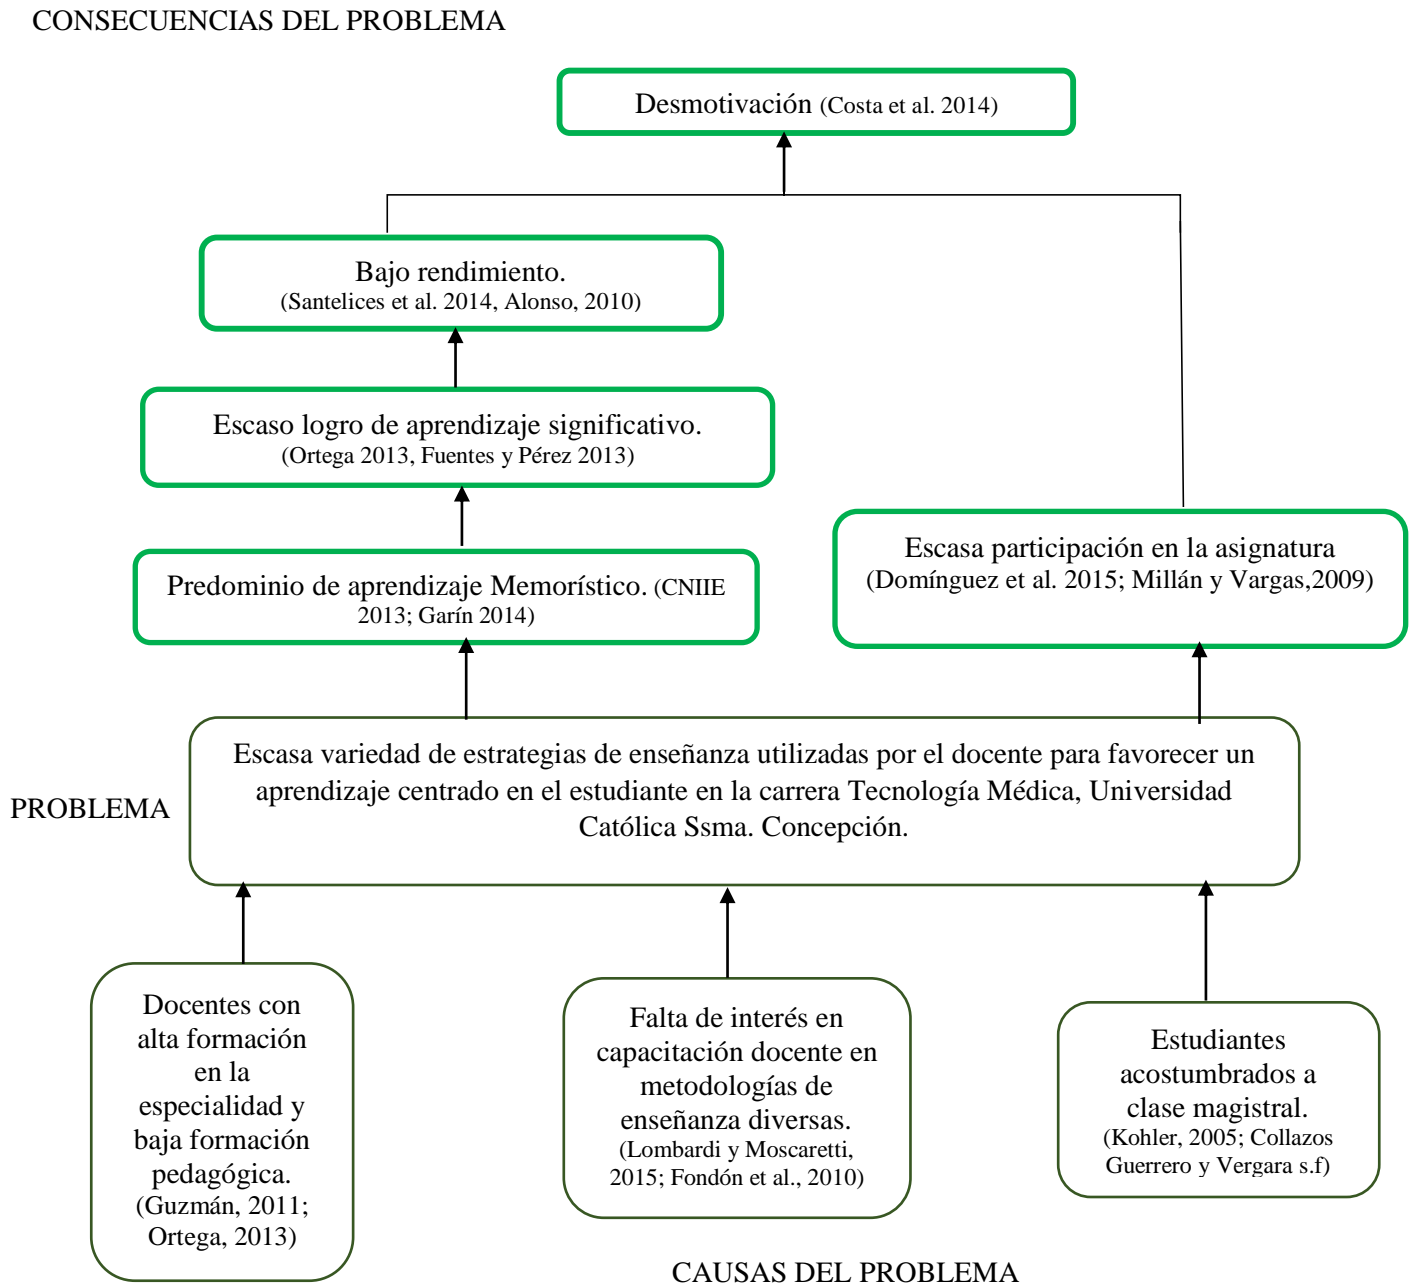 CONSECUENCIAS DEL PROBLEMA
Desmotivación (Costa et al. 2014)
Bajo rendimiento.
(Santelices et al. 2014, Alonso, 2010)
Escaso logro de aprendizaje significativo.
(Ortega 2013, Fuentes y Pérez 2013)
Predominio de aprendizaje Memorístico. (CNIIE
2013; Garín 2014)
Escasa participación en la asignatura
(Domínguez et al. 2015; Millán y Vargas,2009)
PROBLEMA
Escasa variedad de estrategias de enseñanza utilizadas por el docente para favorecer un
aprendizaje centrado en el estudiante en la carrera Tecnología Médica, Universidad
Católica Ssma. Concepción.
Docentes con
alta formación
en la
especialidad y
baja formación
pedagógica.
(Guzmán, 2011;
Ortega, 2013)
Falta de interés en
capacitación docente en
metodologías de
enseñanza diversas.
(Lombardi y Moscaretti,
2015; Fondón et al., 2010)
Estudiantes
acostumbrados a
clase magistral.
(Kohler, 2005; Collazos
Guerrero y Vergara s.f)
CAUSAS DEL PROBLEMA